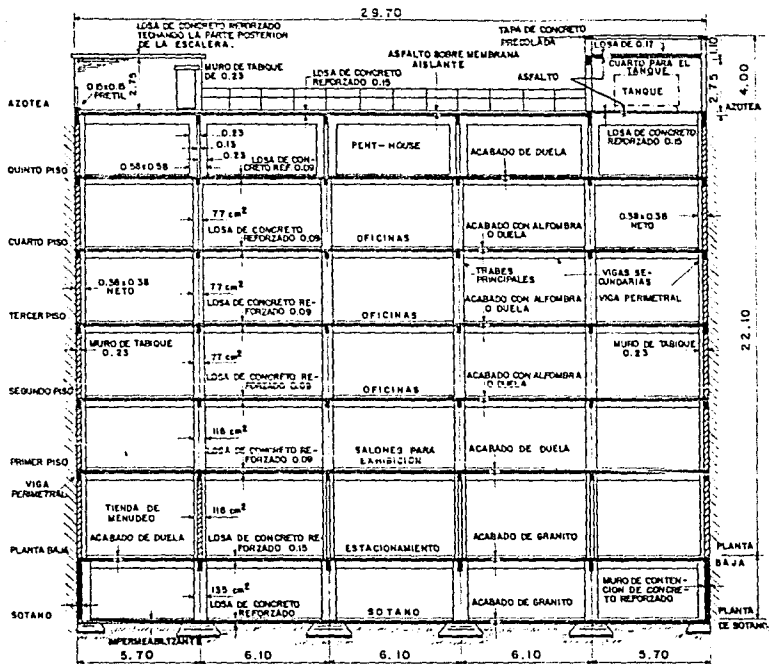 29.70
LOSA DE CONCRETO REFORZADO
TECHANDO LA PARTE POSTERIOR
DE LA ESCALERA.
TAPA DE CONCRETO
PRECOLADA
LOSA DE 0.17
1.10
ASFALTO SOBRE MEMBRANA
AISLANTE
CUARTO PARA EL
TANQUE
MURO DE TABIQUE
DE 0.23
LOSA DE CONCRETO
REFORZADO 0.15
ASFALTO
TANQUE
0.15x0.15
PRETIL
2.75
2.75
4.00
AZOTEA
AZOTEA
0.23
0.13
0.23
LOSA DE CONCRETO
REFORZADO 0.15
0.58x0.58
LOSA DE CON-
CRETO REF. 0.09
PENT-HOUSE
ACABADO DE DUELA
QUINTO PISO
77 cm²
LOSA DE CONCRETO
REFORZADO 0.09
OFICINAS
ACABADO CON ALFOMBRA
O DUELA
0.38x0.38
NETO
CUARTO PISO
0.38x0.38
NETO
77 cm²
LOSA DE CONCRETO RE-
FORZADO 0.09
OFICINAS
TRABES
PRINCIPALES
ACABADO CON ALFOMBRA
O DUELA
VIGAS SE-
CUNDARIAS
VIGA PERIMETRAL
TERCER PISO
MURO DE TABIQUE
0.23
77 cm²
LOSA DE CONCRETO RE-
FORZADO 0.09
OFICINAS
ACABADO CON ALFOMBRA
O DUELA
MURO DE TABIQUE
0.23
22.10
SEGUNDO PISO
116 cm²
LOSA DE CONCRETO RE-
FORZADO 0.09
SALONES PARA
EXHIBICION
ACABADO DE DUELA
PRIMER PISO
VIGA
PERIMETRAL
TIENDA DE
MENUDEO
ACABADO DE DUELA
116 cm²
LOSA DE CONCRETO RE-
FORZADO 0.15
ESTACIONAMIENTO
ACABADO DE GRANITO
PLANTA BAJA
PLANTA
BAJA
135 cm²
LOSA DE CONCRETO
REFORZADO
SOTANO
ACABADO DE GRANITO
MURO DE CONTEN-
CION DE CONCRE-
TO REFORZADO
SOTANO
PLANTA
DE SOTANO
IMPERMEABILIZANTE
5.70
6.10
6.10
6.10
5.70